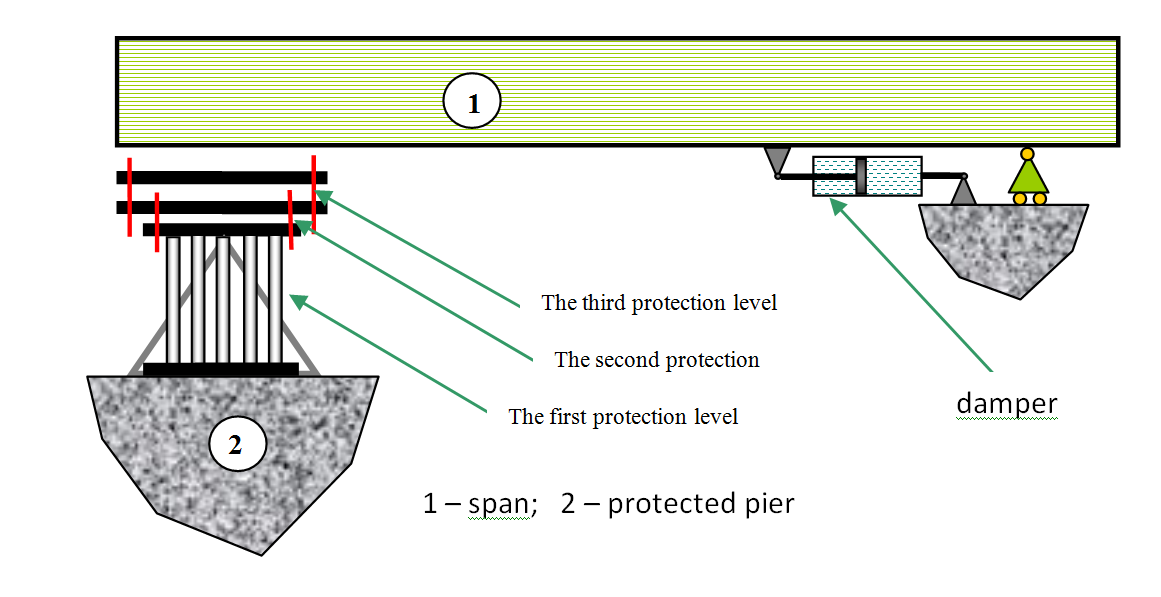 1
The third protection level
The second protection
The first protection level
damper
2
1 – span; 2 – protected pier